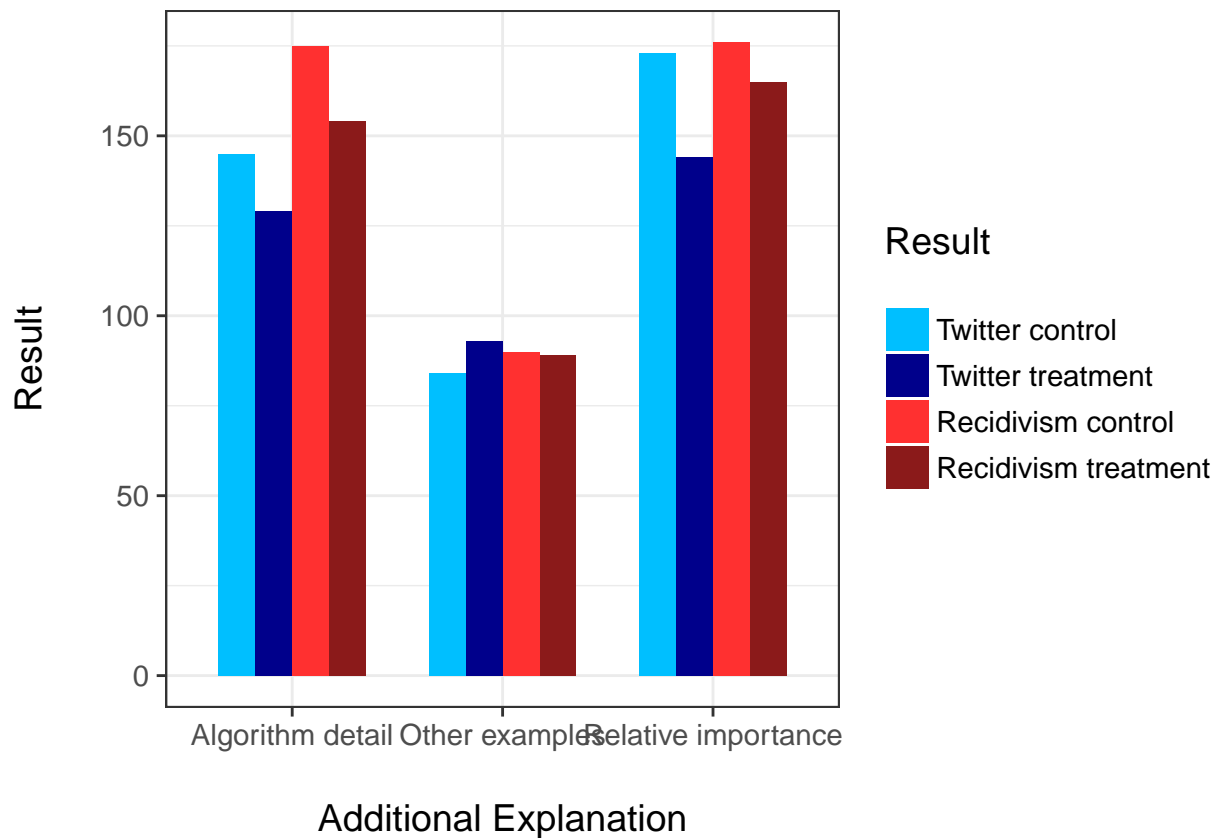 Result
150
100
50
0
Algorithm detail Other examples Relative importance
Additional Explanation
Result
Twitter control
Twitter treatment
Recidivism control
Recidivism treatment